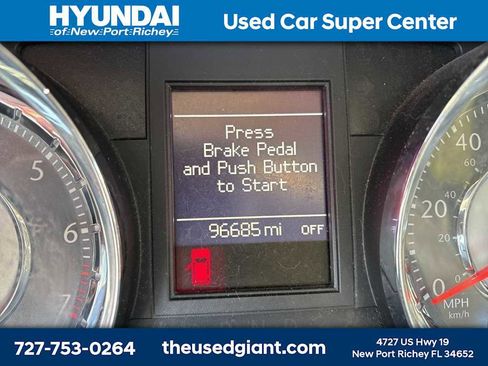 HYUNDAI
of New Port Richey
Used Car Super Center
Press
Brake Pedal
and Push Button
to Start
96685 mi OFF
5
6
7
40
60
20
20
0
0
MPH
km/h
727-753-0264
theusedgiant.com
4727 US Hwy 19
New Port Richey FL 34652